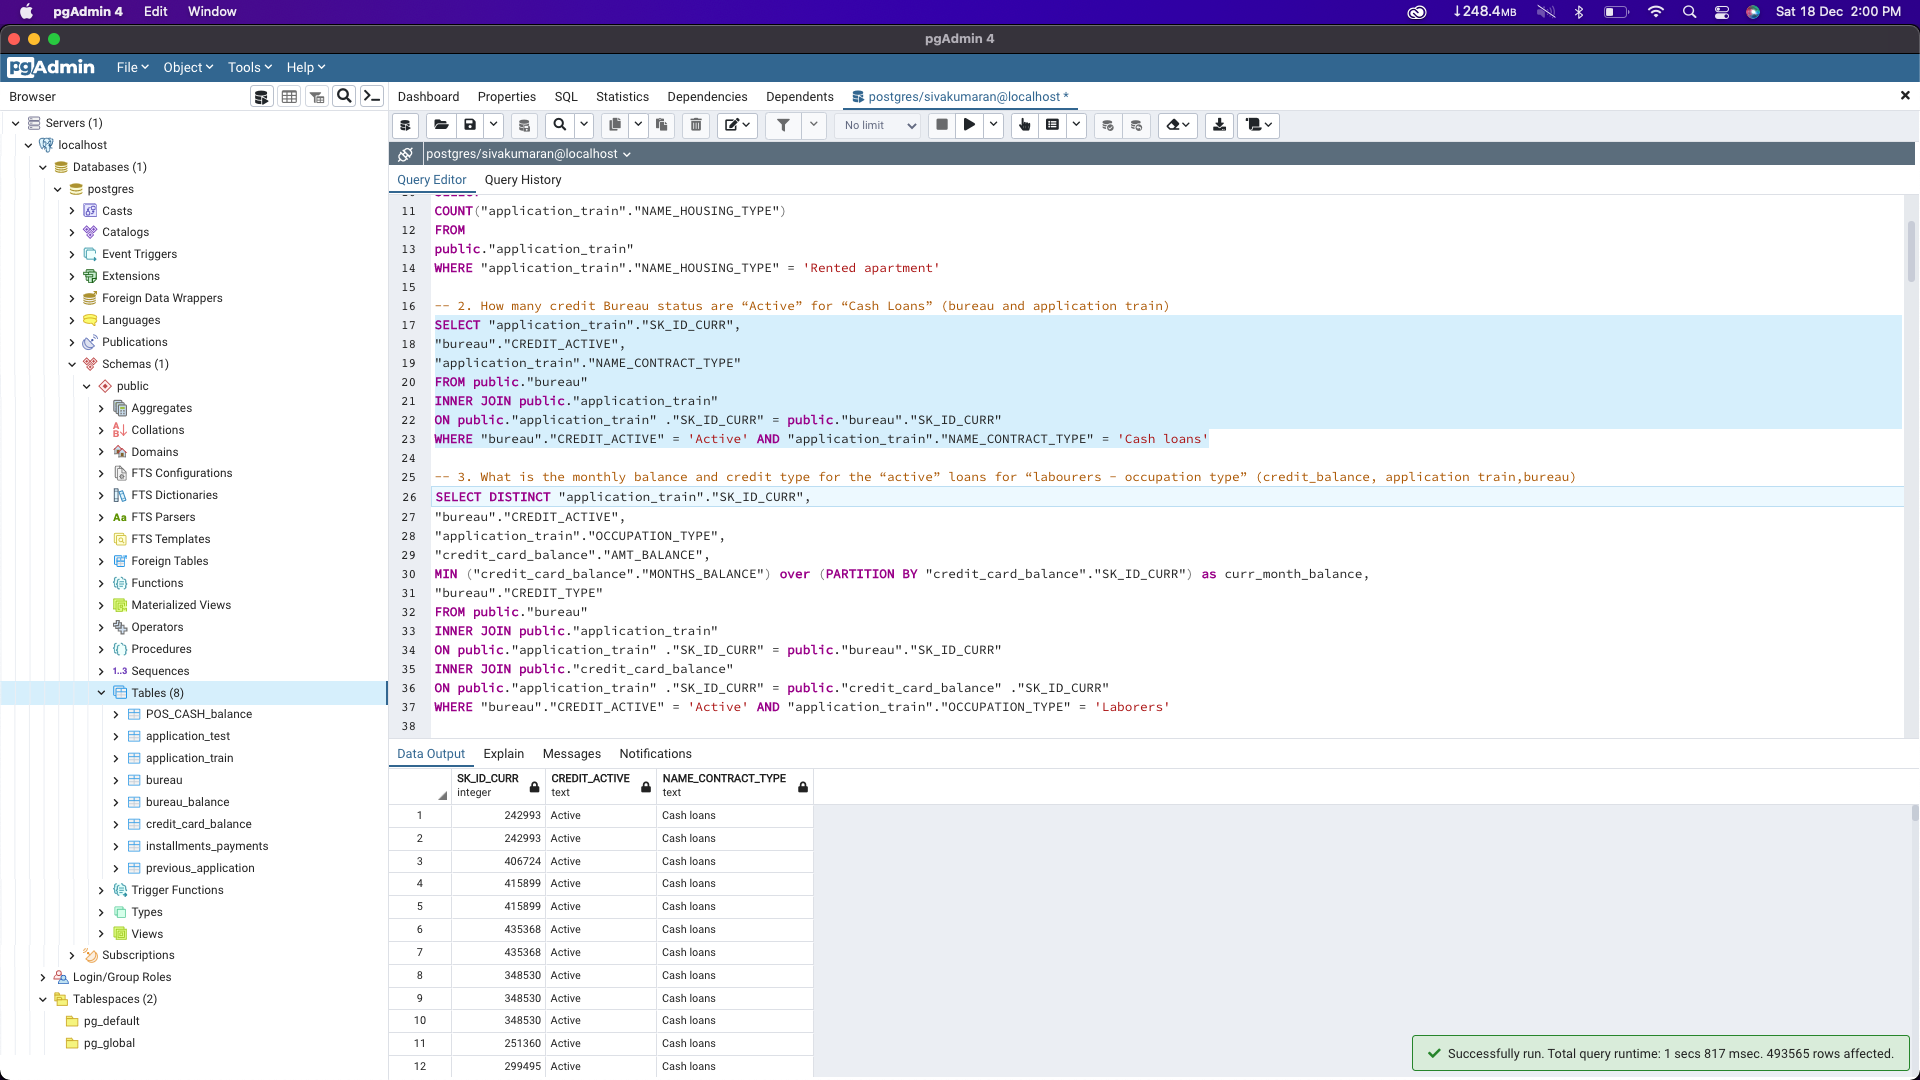 pgAdmin 4 Edit Window ↓248.4MB Sat 18 Dec 2:00 PM
pgAdmin 4
pgAdmin File Object Tools Help
Browser
Servers (1)
localhost
Databases (1)
postgres
Casts
Catalogs
Event Triggers
Extensions
Foreign Data Wrappers
Languages
Publications
Schemas (1)
public
Aggregates
Collations
Domains
FTS Configurations
FTS Dictionaries
Aa FTS Parsers
FTS Templates
Foreign Tables
Functions
Materialized Views
Operators
Procedures
1..3 Sequences
Tables (8)
POS_CASH_balance
application_test
application_train
bureau
bureau_balance
credit_card_balance
installments_payments
previous_application
Trigger Functions
Types
Views
Subscriptions
Login/Group Roles
Tablespaces (2)
pg_default
pg_global
Dashboard Properties SQL Statistics Dependencies Dependents postgres/sivakumaran@localhost *
No limit
postgres/sivakumaran@localhost
Query Editor Query History
11 COUNT("application_train"."NAME_HOUSING_TYPE")
12 FROM
13 public."application_train"
14 WHERE "application_train"."NAME_HOUSING_TYPE" = 'Rented apartment'
15
16 -- 2. How many credit Bureau status are “Active” for “Cash Loans” (bureau and application train)
17 SELECT "application_train"."SK_ID_CURR",
18 "bureau"."CREDIT_ACTIVE",
19 "application_train"."NAME_CONTRACT_TYPE"
20 FROM public."bureau"
21 INNER JOIN public."application_train"
22 ON public."application_train" ."SK_ID_CURR" = public."bureau"."SK_ID_CURR"
23 WHERE "bureau"."CREDIT_ACTIVE" = 'Active' AND "application_train"."NAME_CONTRACT_TYPE" = 'Cash loans'
24
25 -- 3. What is the monthly balance and credit type for the “active” loans for “labourers - occupation type” (credit_balance, application train,bureau)
26 SELECT DISTINCT "application_train"."SK_ID_CURR",
27 "bureau"."CREDIT_ACTIVE",
28 "application_train"."OCCUPATION_TYPE",
29 "credit_card_balance"."AMT_BALANCE",
30 MIN ("credit_card_balance"."MONTHS_BALANCE") over (PARTITION BY "credit_card_balance"."SK_ID_CURR") as curr_month_balance,
31 "bureau"."CREDIT_TYPE"
32 FROM public."bureau"
33 INNER JOIN public."application_train"
34 ON public."application_train" ."SK_ID_CURR" = public."bureau"."SK_ID_CURR"
35 INNER JOIN public."credit_card_balance"
36 ON public."application_train" ."SK_ID_CURR" = public."credit_card_balance" ."SK_ID_CURR"
37 WHERE "bureau"."CREDIT_ACTIVE" = 'Active' AND "application_train"."OCCUPATION_TYPE" = 'Laborers'
38
Data Output Explain Messages Notifications
SK_ID_CURR CREDIT_ACTIVE NAME_CONTRACT_TYPE
integer text text
1 242993 Active Cash loans
2 242993 Active Cash loans
3 406724 Active Cash loans
4 415899 Active Cash loans
5 415899 Active Cash loans
6 435368 Active Cash loans
7 435368 Active Cash loans
8 348530 Active Cash loans
9 348530 Active Cash loans
10 348530 Active Cash loans
11 251360 Active Cash loans
12 299495 Active Cash loans
Successfully run. Total query runtime: 1 secs 817 msec. 493565 rows affected.